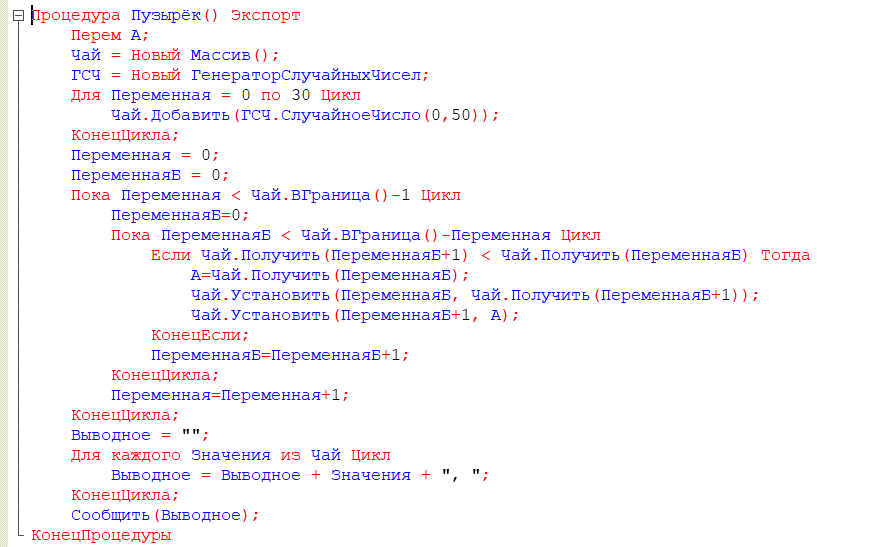 Процедура Пузырёк() Экспорт
    Перем А;
    Чай = Новый Массив();
    ГСЧ = Новый ГенераторСлучайныхЧисел;
    Для Переменная = 0 по 30 Цикл
        Чай.Добавить(ГСЧ.СлучайноеЧисло(0,50));
    КонецЦикла;
    Переменная = 0;
    ПеременнаяБ = 0;
    Пока Переменная < Чай.ВГраница()-1 Цикл
        ПеременнаяБ=0;
        Пока ПеременнаяБ < Чай.ВГраница()-Переменная Цикл
            Если Чай.Получить(ПеременнаяБ+1) < Чай.Получить(ПеременнаяБ) Тогда
                А=Чай.Получить(ПеременнаяБ);
                Чай.Установить(ПеременнаяБ, Чай.Получить(ПеременнаяБ+1));
                Чай.Установить(ПеременнаяБ+1, А);
            КонецЕсли;
            ПеременнаяБ=ПеременнаяБ+1;
        КонецЦикла;
        Переменная=Переменная+1;
    КонецЦикла;
    Выводное = "";
    Для каждого Значения из Чай Цикл
        Выводное = Выводное + Значения + ", ";
    КонецЦикла;
    Сообщить(Выводное);
КонецПроцедуры